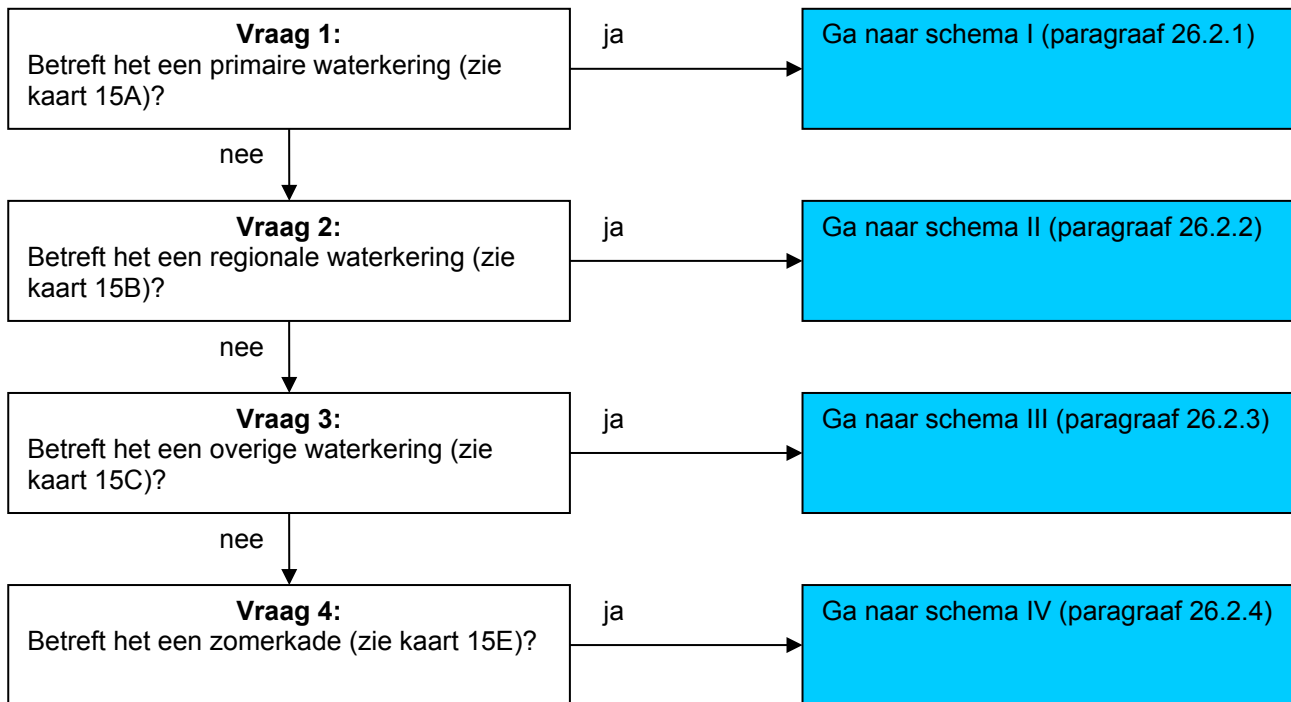 Vraag 1:
Betreft het een primaire waterkering (zie
kaart 15A)?
ja
Ga naar schema I (paragraaf 26.2.1)
nee
Vraag 2:
Betreft het een regionale waterkering (zie
kaart 15B)?
ja
Ga naar schema II (paragraaf 26.2.2)
nee
Vraag 3:
Betreft het een overige waterkering (zie
kaart 15C)?
ja
Ga naar schema III (paragraaf 26.2.3)
nee
Vraag 4:
Betreft het een zomerkade (zie kaart 15E)?
ja
Ga naar schema IV (paragraaf 26.2.4)